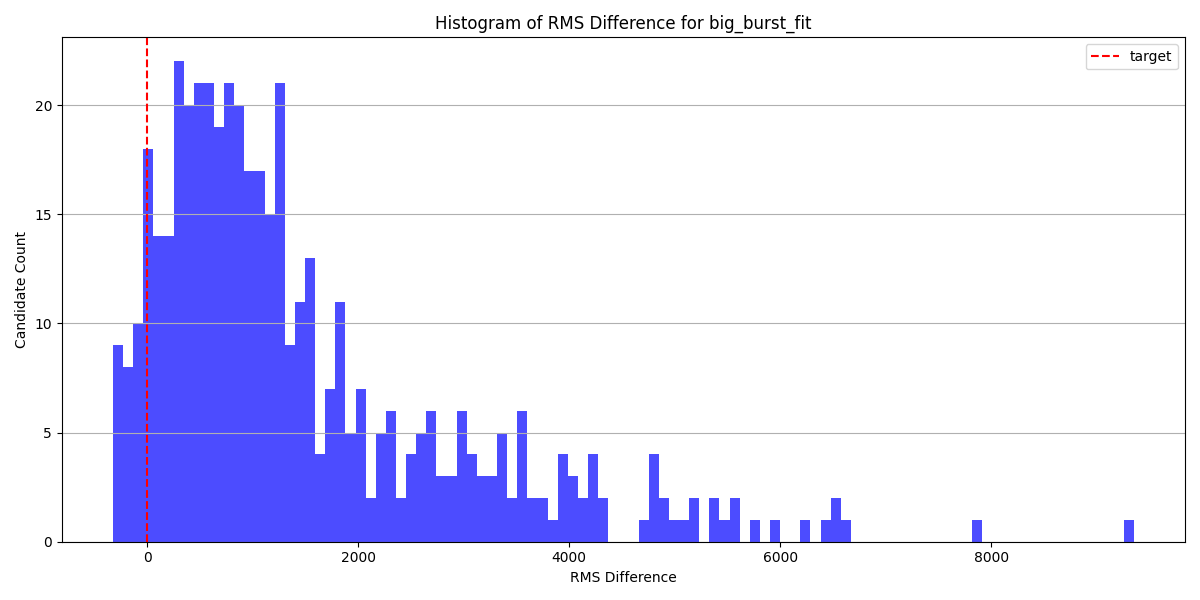 Histogram of RMS Difference for big_burst_fit
target
Candidate Count
20
15
10
5
0
0 2000 4000 6000 8000
RMS Difference